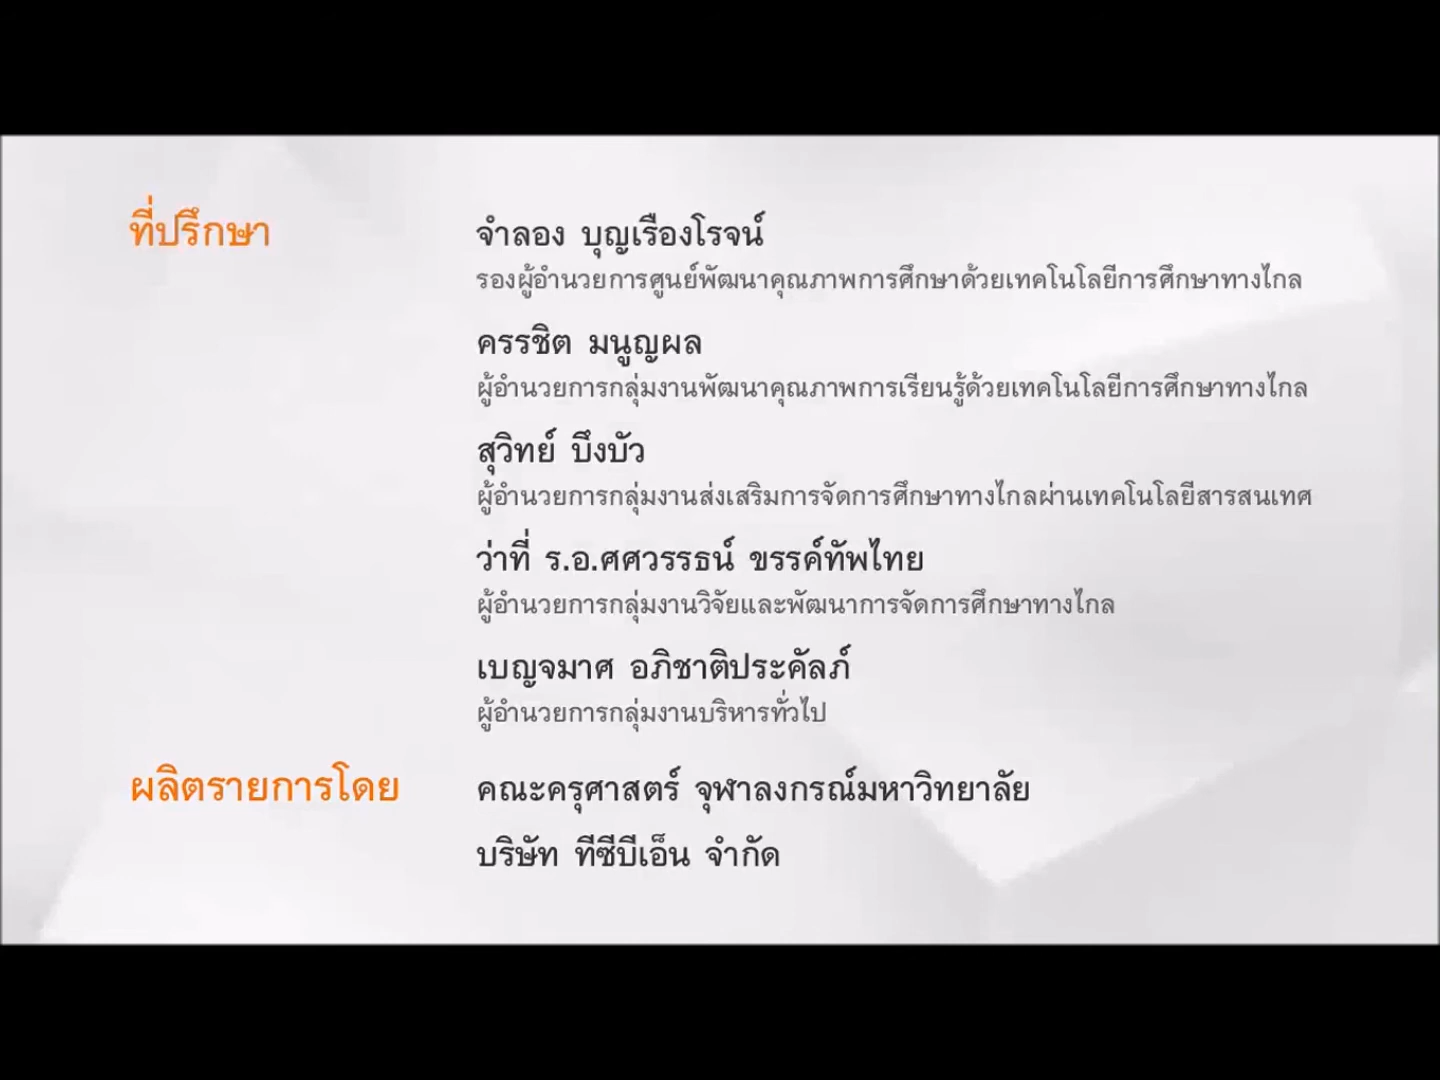 ที่ปรึกษา จำลอง บุญเรืองโรจน์
รองผู้อำนวยการศูนย์พัฒนาคุณภาพการศึกษาด้วยเทคโนโลยีการศึกษาทางไกล
ครรชิต มนูญผล
ผู้อำนวยการกลุ่มงานพัฒนาคุณภาพการเรียนรู้ด้วยเทคโนโลยีการศึกษาทางไกล
สุวิทย์ บึงบัว
ผู้อำนวยการกลุ่มงานส่งเสริมการจัดการศึกษาทางไกลผ่านเทคโนโลยีสารสนเทศ
ว่าที่ ร.อ.ศศวรรธน์ ขรรค์ทัพไทย
ผู้อำนวยการกลุ่มงานวิจัยและพัฒนาการจัดการศึกษาทางไกล
เบญจมาศ อภิชาติประคัลภ์
ผู้อำนวยการกลุ่มงานบริหารทั่วไป
ผลิตรายการโดย คณะครุศาสตร์ จุฬาลงกรณ์มหาวิทยาลัย
บริษัท ทีซีบีเอ็น จำกัด